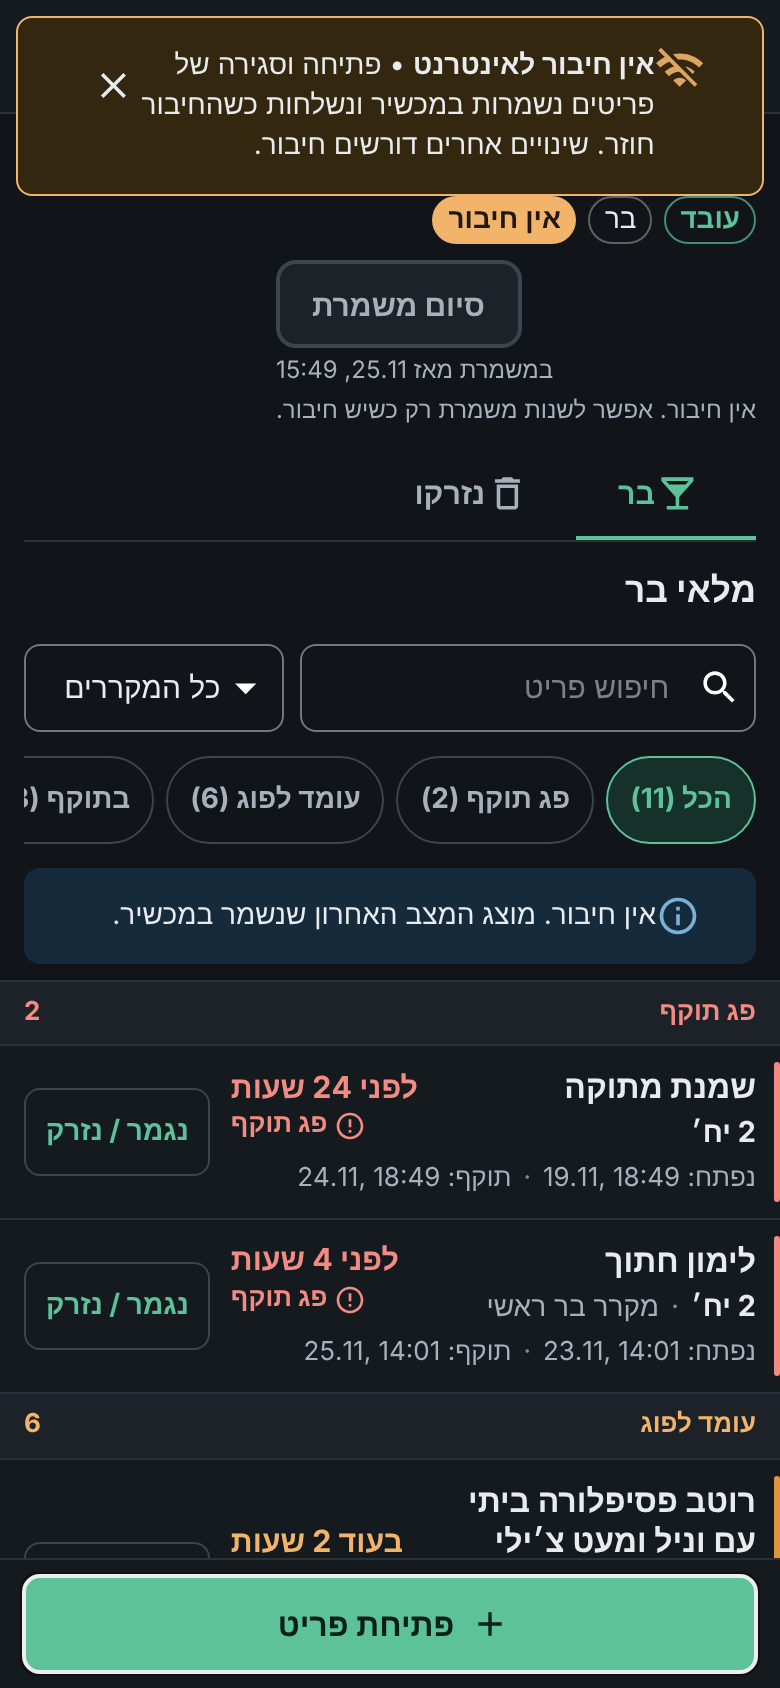 אין חיבור לאינטרנט • פתיחה וסגירה של
פריטים נשמרות במכשיר ונשלחות כשהחיבור
חוזר. שינויים אחרים דורשים חיבור.
עובד
בר
אין חיבור
סיום משמרת
במשמרת מאז 25.11, 15:49
אין חיבור. אפשר לשנות משמרת רק כשיש חיבור.
בר
נזרקו
מלאי בר
חיפוש פריט
כל המקררים
הכל (11)
פג תוקף (2)
עומד לפוג (6)
בתוקף
אין חיבור. מוצג המצב האחרון שנשמר במכשיר.
פג תוקף 2
שמנת מתוקה
2 יח׳
לפני 24 שעות
פג תוקף
נפתח: 19.11, 18:49 · תוקף: 24.11, 18:49
נגמר / נזרק
לימון חתוך
2 יח׳ · מקרר בר ראשי
לפני 4 שעות
פג תוקף
נפתח: 23.11, 14:01 · תוקף: 25.11, 14:01
נגמר / נזרק
עומד לפוג 6
רוטב פסיפלורה ביתי
עם וניל ומעט צ׳ילי
בעוד 2 שעות
+ פתיחת פריט